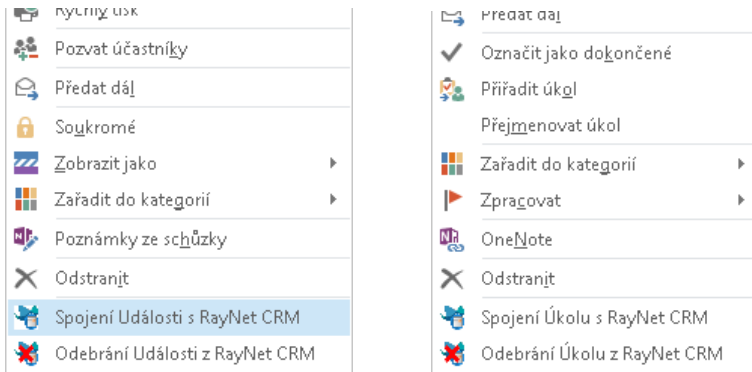 Rychlý tisk
Pozvat účastníky
Předat dál
Soukromé
Zobrazit jako
Zařadit do kategorií
Poznámky ze schůzky
Odstranit
Spojení Události s RayNet CRM
Odebrání Události z RayNet CRM
Předat dál
Označit jako dokončené
Přiřadit úkol
Přejmenovat úkol
Zařadit do kategorií
Zpracovat
OneNote
Odstranit
Spojení Úkolu s RayNet CRM
Odebrání Úkolu z RayNet CRM